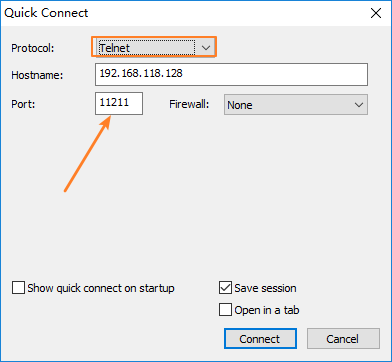 Quick Connect
Protocol: Telnet
Hostname: 192.168.118.128
Port: 11211 Firewall: None
Show quick connect on startup Save session
Open in a tab
Connect Cancel